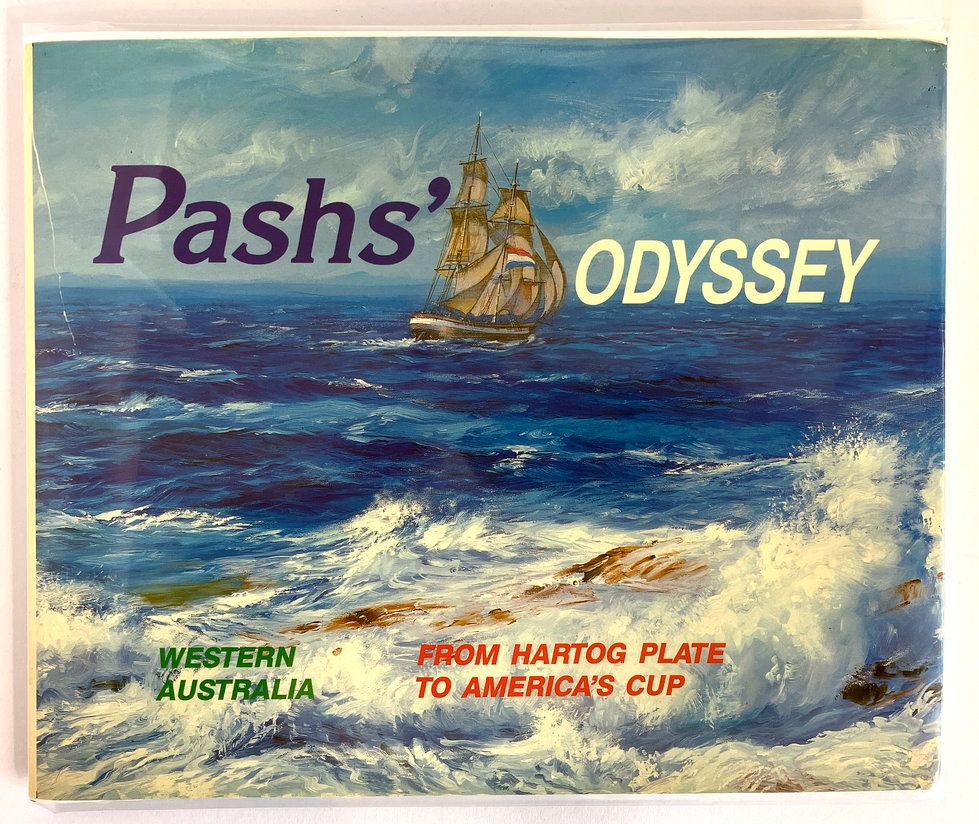 Pashs' ODYSSEY
WESTERN AUSTRALIA
FROM HARTOG PLATE
TO AMERICA'S CUP